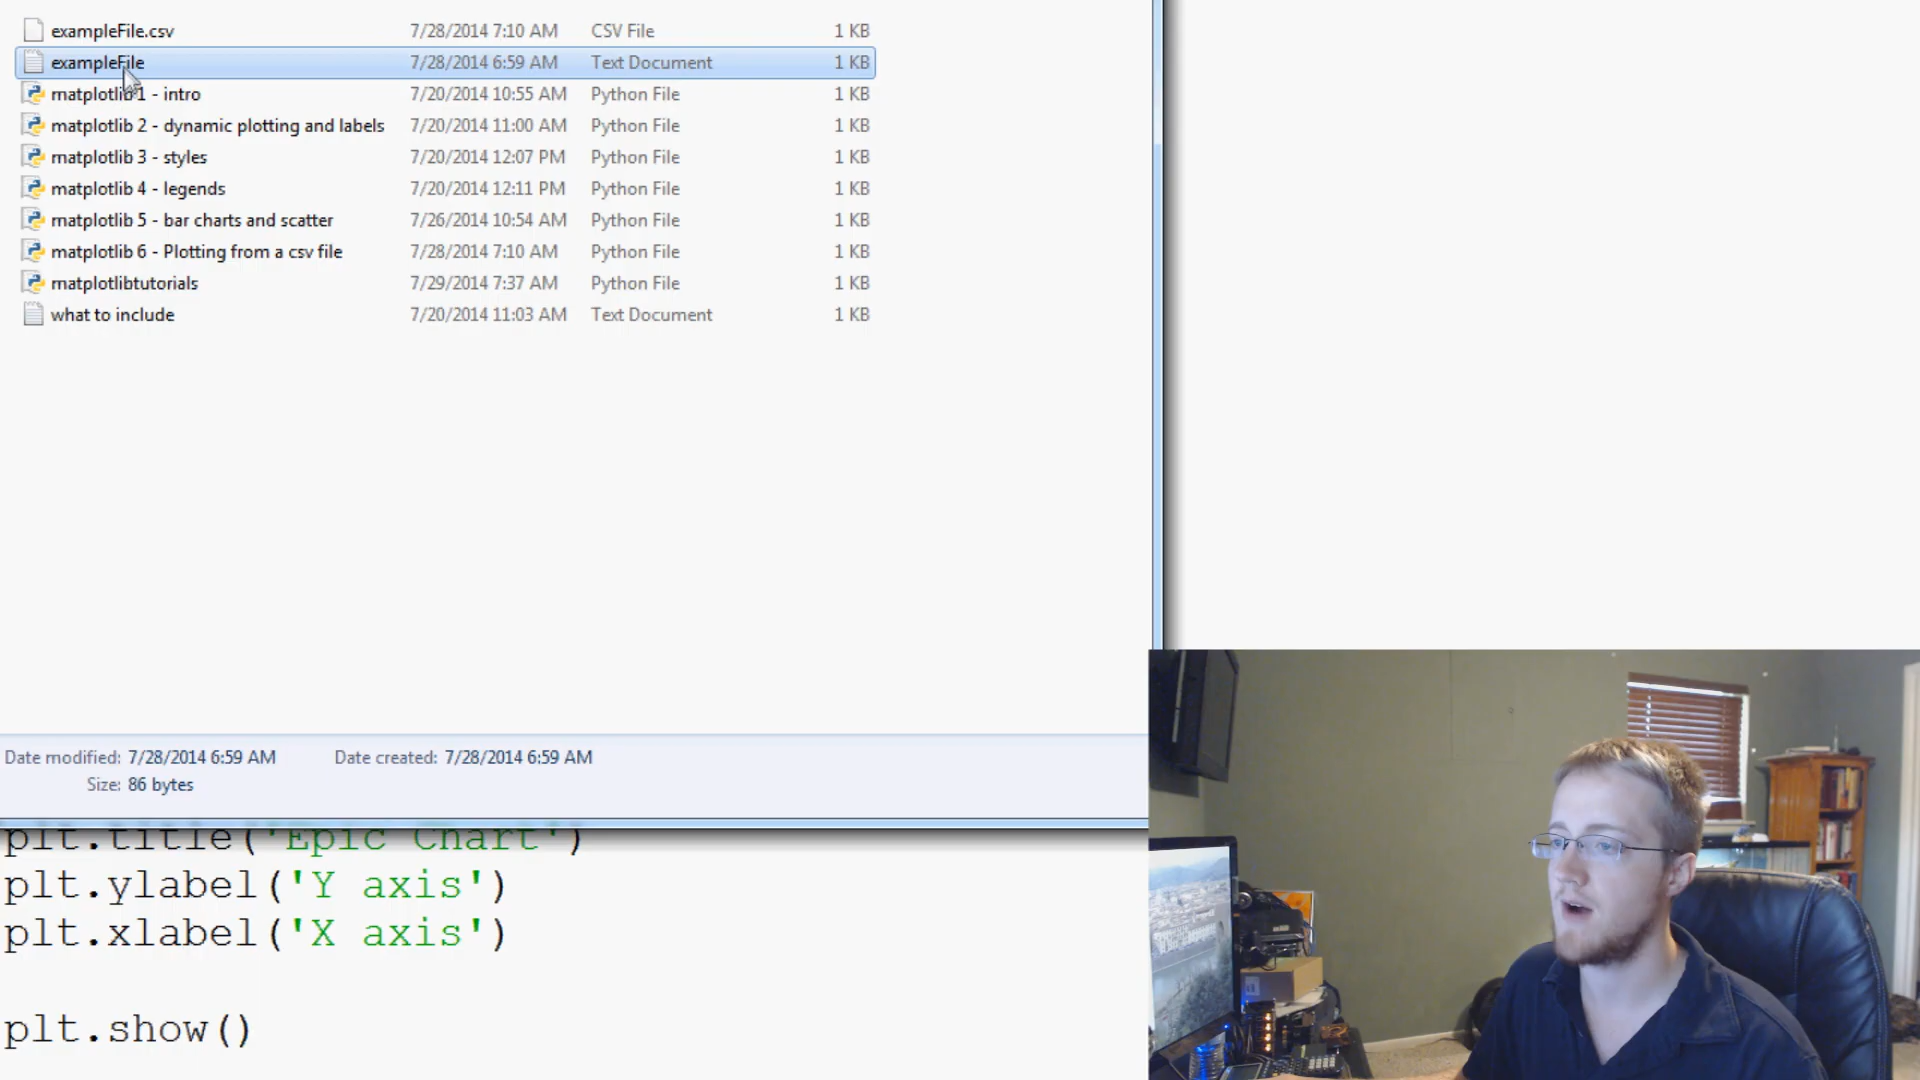 exampleFile.csv 7/28/2014 7:10 AM CSV File 1 KB
exampleFile 7/28/2014 6:59 AM Text Document 1 KB
matplotlib 1 - intro 7/20/2014 10:55 AM Python File 1 KB
matplotlib 2 - dynamic plotting and labels 7/20/2014 11:00 AM Python File 1 KB
matplotlib 3 - styles 7/20/2014 12:07 PM Python File 1 KB
matplotlib 4 - legends 7/20/2014 12:11 PM Python File 1 KB
matplotlib 5 - bar charts and scatter 7/26/2014 10:54 AM Python File 1 KB
matplotlib 6 - Plotting from a csv file 7/28/2014 7:10 AM Python File 1 KB
matplotlibtutorials 7/29/2014 7:37 AM Python File 1 KB
what to include 7/20/2014 11:03 AM Text Document 1 KB
Date modified: 7/28/2014 6:59 AM Date created: 7/28/2014 6:59 AM
Size: 86 bytes
plt.title('Epic Chart')
plt.ylabel('Y axis')
plt.xlabel('X axis')
plt.show()